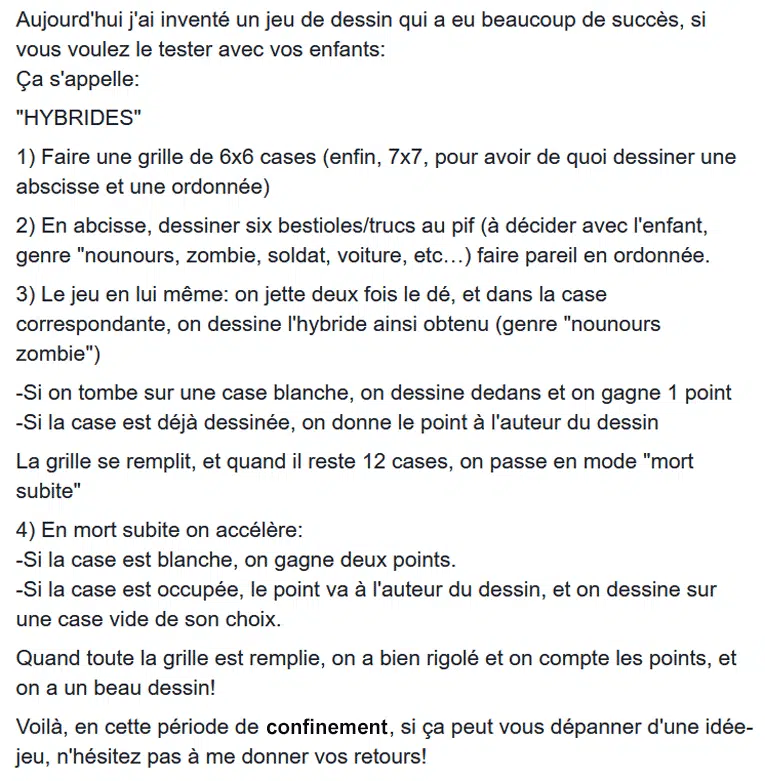 Aujourd'hui j'ai inventé un jeu de dessin qui a eu beaucoup de succès, si
vous voulez le tester avec vos enfants:
Ça s'appelle:
"HYBRIDES"
1) Faire une grille de 6x6 cases (enfin, 7x7, pour avoir de quoi dessiner une
abscisse et une ordonnée)
2) En abcisse, dessiner six bestioles/trucs au pif (à décider avec l'enfant,
genre "nounours, zombie, soldat, voiture, etc…) faire pareil en ordonnée.
3) Le jeu en lui même: on jette deux fois le dé, et dans la case
correspondante, on dessine l'hybride ainsi obtenu (genre "nounours
zombie")
-Si on tombe sur une case blanche, on dessine dedans et on gagne 1 point
-Si la case est déjà dessinée, on donne le point à l'auteur du dessin
La grille se remplit, et quand il reste 12 cases, on passe en mode "mort
subite"
4) En mort subite on accélère:
-Si la case est blanche, on gagne deux points.
-Si la case est occupée, le point va à l'auteur du dessin, et on dessine sur
une case vide de son choix.
Quand toute la grille est remplie, on a bien rigolé et on compte les points, et
on a un beau dessin!
Voilà, en cette période de confinement, si ça peut vous dépanner d'une idée-
jeu, n'hésitez pas à me donner vos retours!